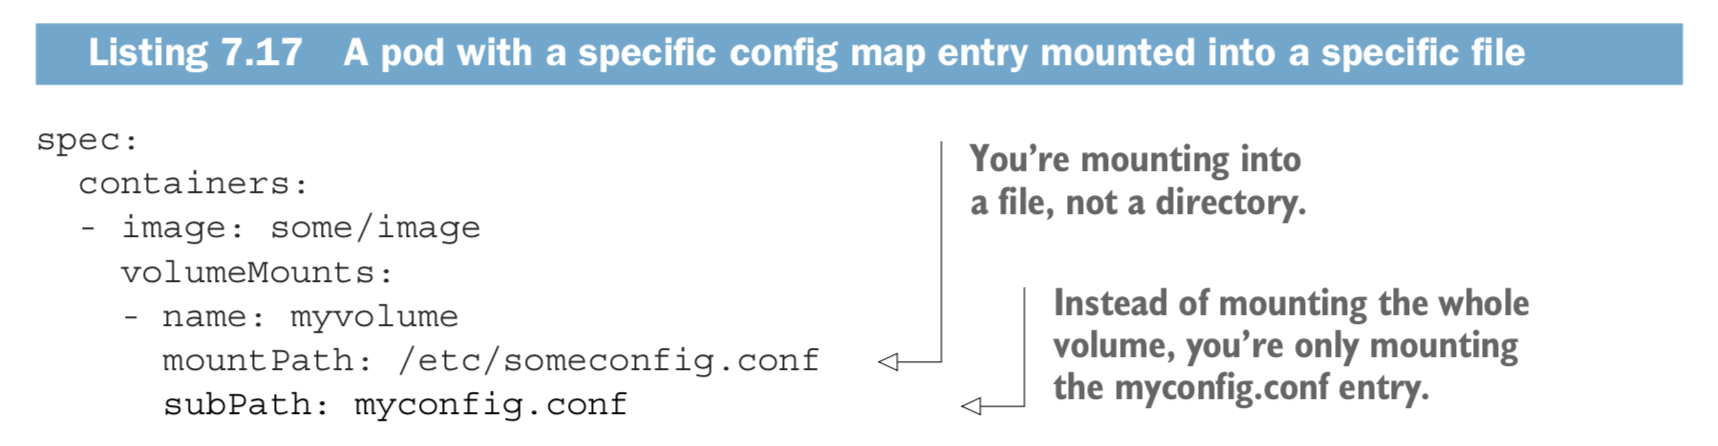 Listing 7.17 A pod with a specific config map entry mounted into a specific file
spec:
  containers:
  - image: some/image
    volumeMounts:
    - name: myvolume
      mountPath: /etc/someconfig.conf
      subPath: myconfig.conf
You’re mounting into
a file, not a directory.
Instead of mounting the whole
volume, you’re only mounting
the myconfig.conf entry.